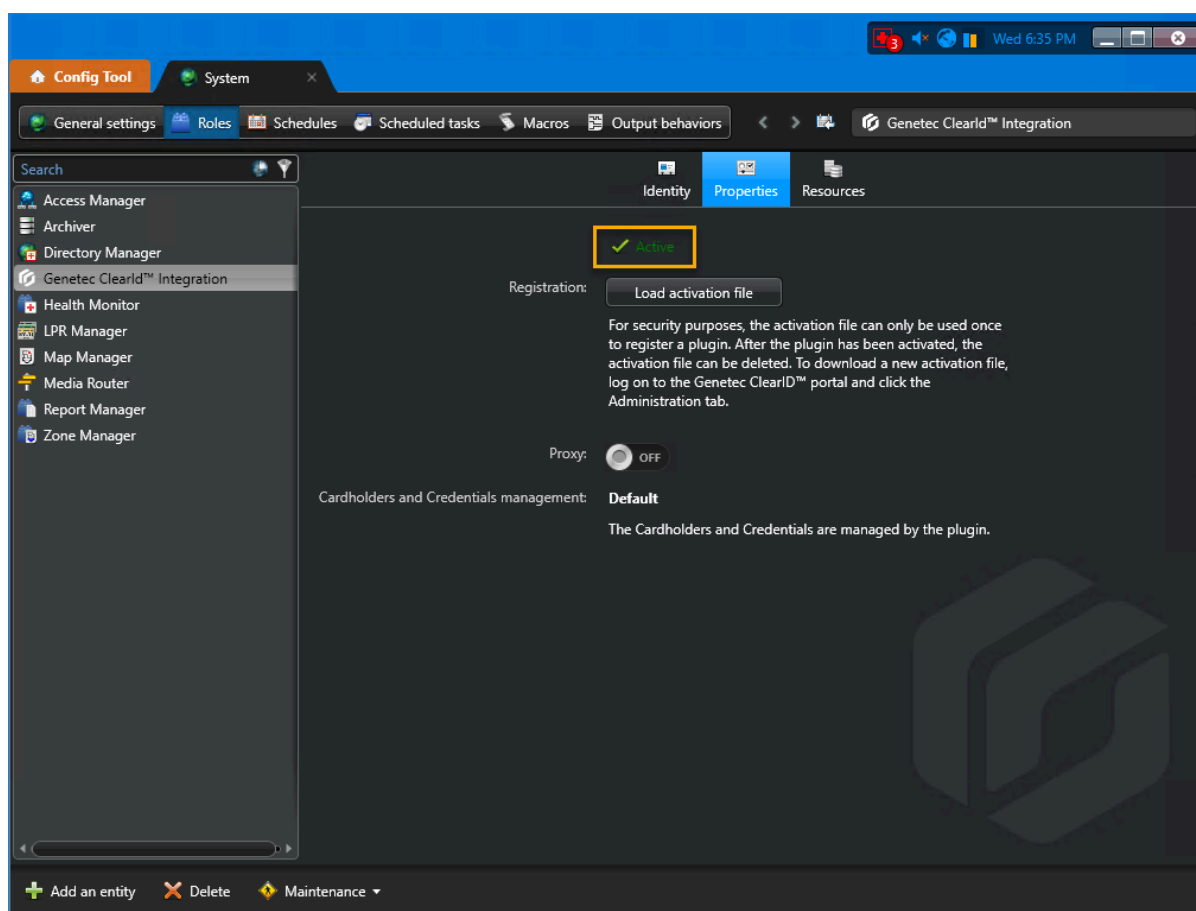 3 Wed 6:35 PM
Config Tool System
General settings Roles Schedules Scheduled tasks Macros Output behaviors Genetec ClearId™ Integration
Search
Identity Properties Resources
Access Manager
Archiver
Directory Manager
Genetec ClearId™ Integration
Health Monitor
LPR Manager
Map Manager
Media Router
Report Manager
Zone Manager
Active
Registration: Load activation file
For security purposes, the activation file can only be used once
to register a plugin. After the plugin has been activated, the
activation file can be deleted. To download a new activation file,
log on to the Genetec ClearID™ portal and click the
Administration tab.
Proxy: OFF
Cardholders and Credentials management: Default
The Cardholders and Credentials are managed by the plugin.
Add an entity Delete Maintenance